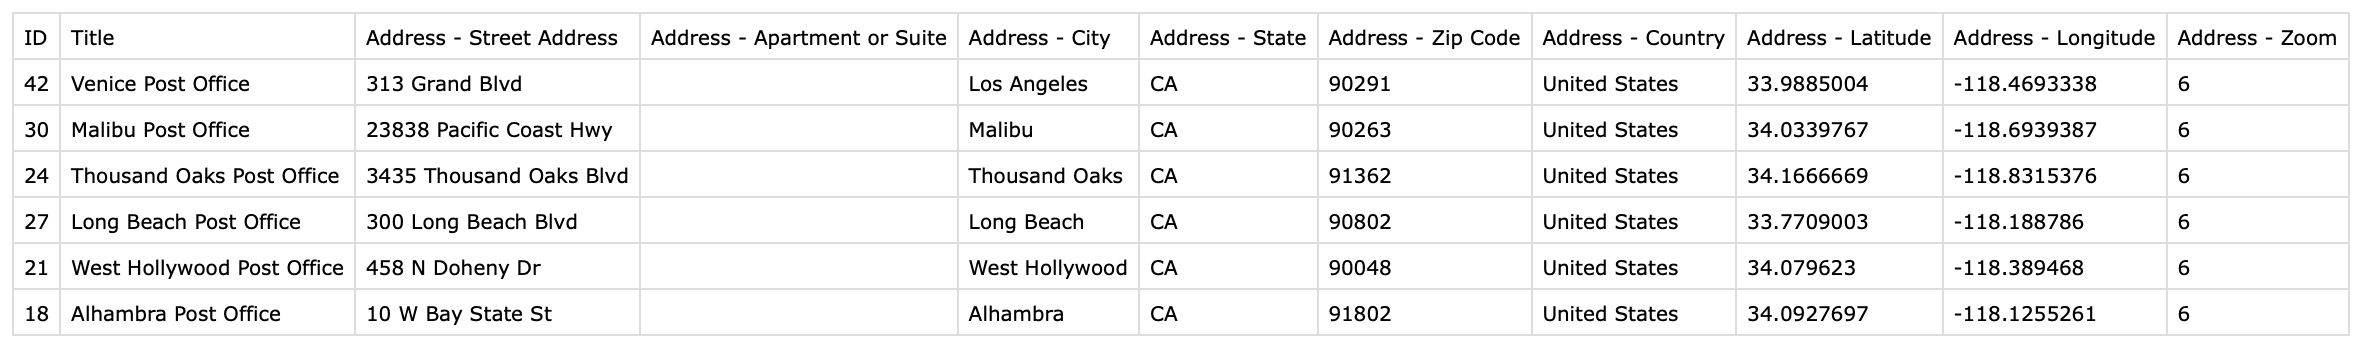 ID Title Address - Street Address Address - Apartment or Suite Address - City Address - State Address - Zip Code Address - Country Address - Latitude Address - Longitude Address - Zoom
42 Venice Post Office 313 Grand Blvd Los Angeles CA 90291 United States 33.9885004 -118.4693338 6
30 Malibu Post Office 23838 Pacific Coast Hwy Malibu CA 90263 United States 34.0339767 -118.6939387 6
24 Thousand Oaks Post Office 3435 Thousand Oaks Blvd Thousand Oaks CA 91362 United States 34.1666669 -118.8315376 6
27 Long Beach Post Office 300 Long Beach Blvd Long Beach CA 90802 United States 33.7709003 -118.188786 6
21 West Hollywood Post Office 458 N Doheny Dr West Hollywood CA 90048 United States 34.079623 -118.389468 6
18 Alhambra Post Office 10 W Bay State St Alhambra CA 91802 United States 34.0927697 -118.1255261 6